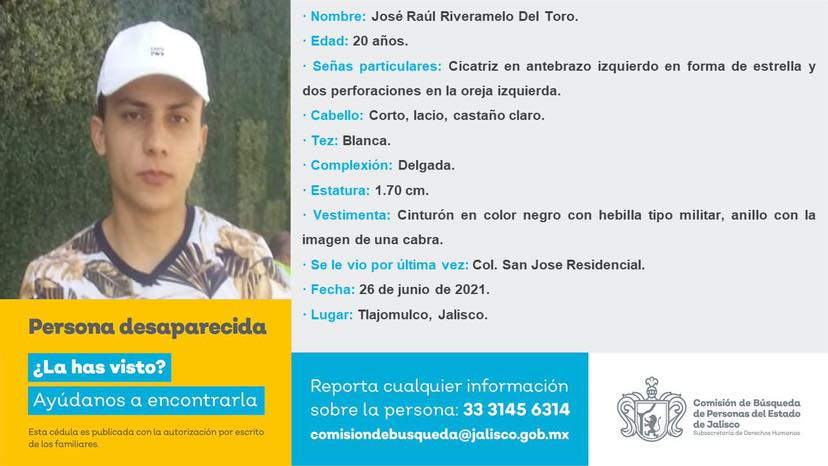 · Nombre: José Raúl Riveramelo Del Toro.
· Edad: 20 años.
· Señas particulares: Cicatriz en antebrazo izquierdo en forma de estrella y
dos perforaciones en la oreja izquierda.
· Cabello: Corto, lacio, castaño claro.
· Tez: Blanca.
· Complexión: Delgada.
· Estatura: 1.70 cm.
· Vestimenta: Cinturón en color negro con hebilla tipo militar, anillo con la
imagen de una cabra.
· Se le vio por última vez: Col. San Jose Residencial.
· Fecha: 26 de junio de 2021.
· Lugar: Tlajomulco, Jalisco.
Persona desaparecida
¿La has visto?
Ayúdanos a encontrarla
Esta cédula es publicada con la autorización por escrito
de los familiares.
Reporta cualquier información
sobre la persona: 33 3145 6314
comisiondebusqueda@jalisco.gob.mx
Comisión de Búsqueda
de Personas del Estado
de Jalisco
Subsecretaría de Derechos Humanos